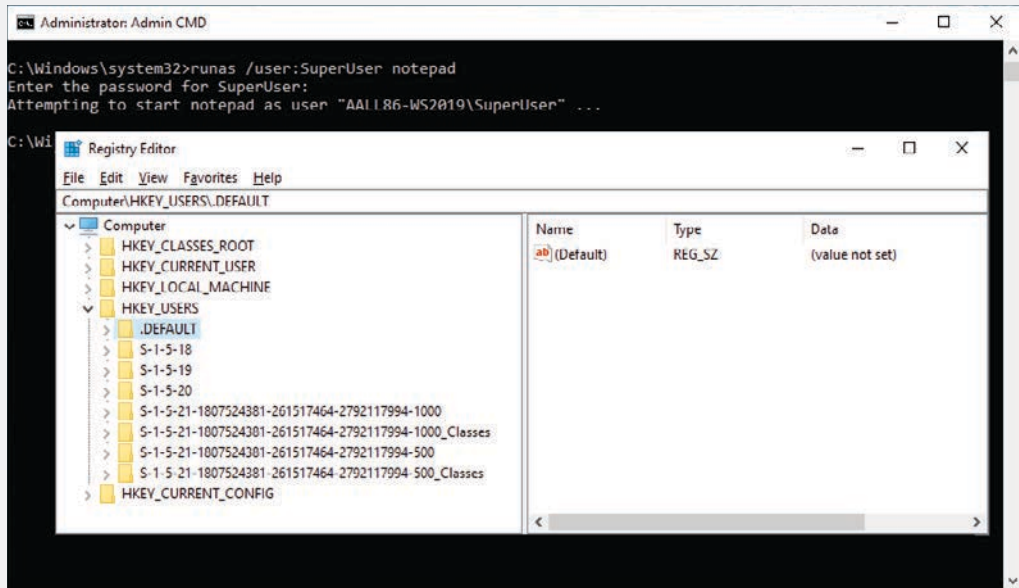 Administrator: Admin CMD
C:\Windows\system32>runas /user:SuperUser notepad
Enter the password for SuperUser:
Attempting to start notepad as user "AALL86-WS2019\SuperUser" ...
C:\Wi
Registry Editor
File Edit View Favorites Help
Computer\HKEY_USERS\.DEFAULT
Computer
HKEY_CLASSES_ROOT
HKEY_CURRENT_USER
HKEY_LOCAL_MACHINE
HKEY_USERS
.DEFAULT
S-1-5-18
S-1-5-19
S-1-5-20
S-1-5-21-1807524381-261517464-2792117994-1000
S-1-5-21-1807524381-261517464-2792117994-1000_Classes
S-1-5-21-1807524381-261517464-2792117994-500
S-1-5-21-1807524381-261517464-2792117994-500_Classes
HKEY_CURRENT_CONFIG
Name Type Data
ab (Default) REG_SZ (value not set)